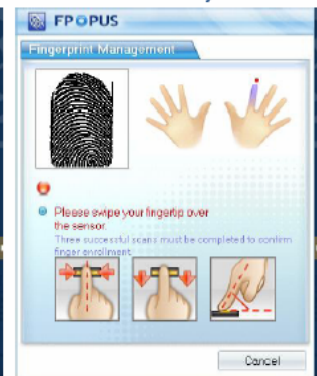 FPOPUS
Fingerprint Management
Please swipe your fingertip over
the sensor.
Three successful scans must be completed to confirm
finger enrollment.
Cancel